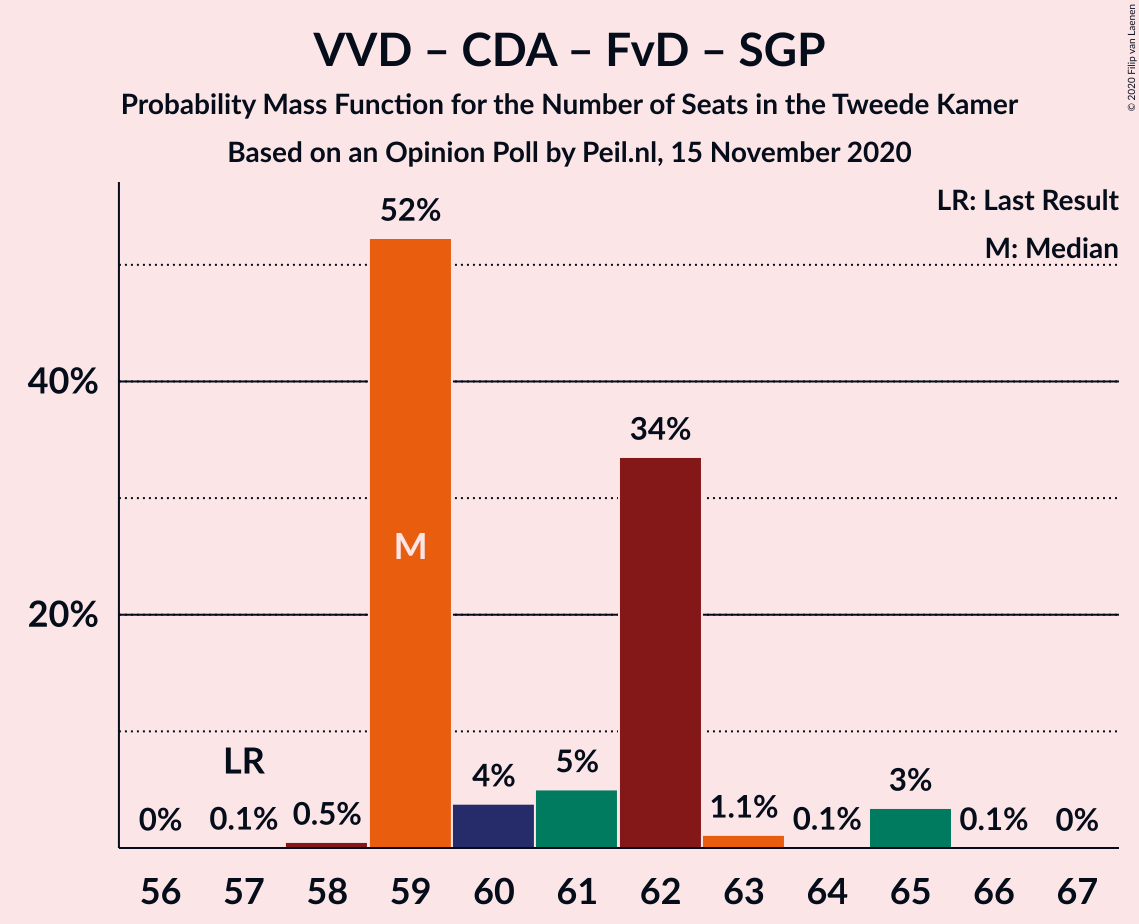 VVD – CDA – FvD – SGP
Probability Mass Function for the Number of Seats in the Tweede Kamer
Based on an Opinion Poll by Peil.nl, 15 November 2020
© 2020 Filip van Laenen
LR: Last Result
M: Median
52%
40%
34%
M
20%
LR
0%
0.1%
0.5%
4%
5%
1.1%
0.1%
3%
0.1%
0%
56 57 58 59 60 61 62 63 64 65 66 67